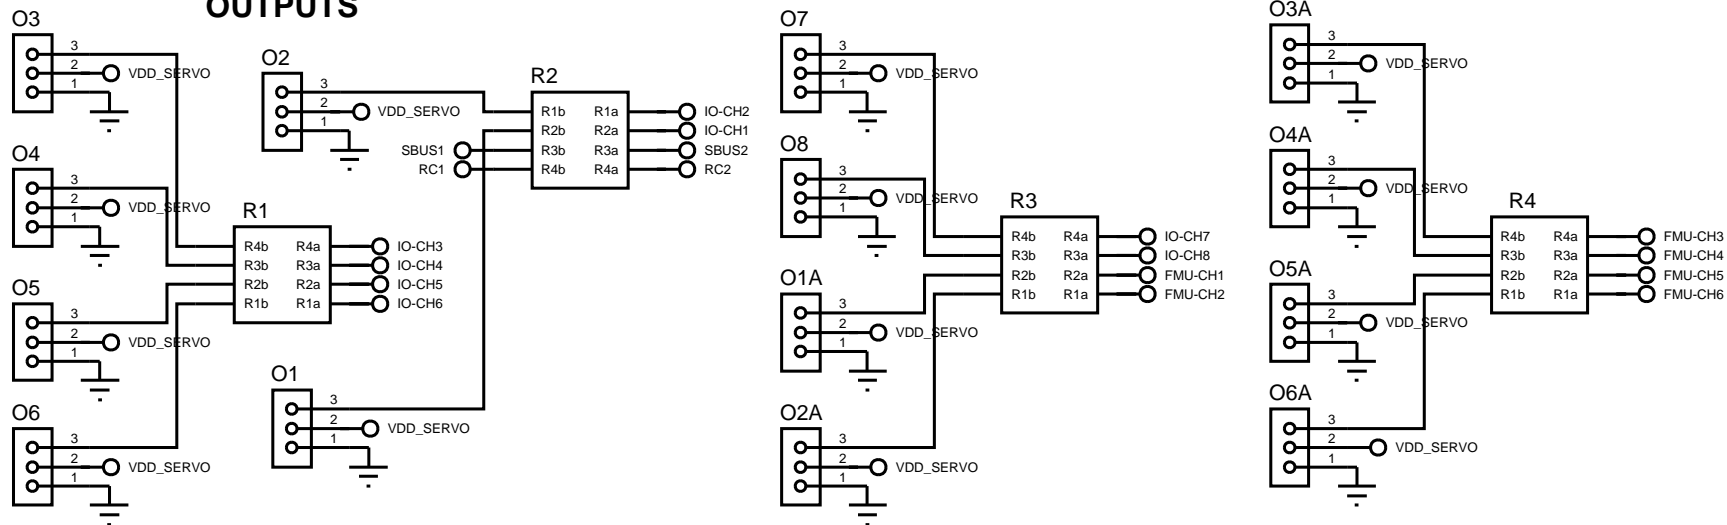 OUTPUTS
O3
3
2
VDD_SERVO
1
O4
3
2
VDD_SERVO
1
O5
3
2
VDD_SERVO
1
O6
3
2
VDD_SERVO
1
R1
R4b R4a IO-CH3
R3b R3a IO-CH4
R2b R2a IO-CH5
R1b R1a IO-CH6
O2
3
2
VDD_SERVO
1
O1
3
2
VDD_SERVO
1
R2
R1b R1a IO-CH2
R2b R2a IO-CH1
SBUS1 R3b R3a SBUS2
RC1 R4b R4a RC2
O7
3
2
VDD_SERVO
1
O8
3
2
VDD_SERVO
1
O1A
3
2
VDD_SERVO
1
O2A
3
2
VDD_SERVO
1
R3
R4b R4a IO-CH7
R3b R3a IO-CH8
R2b R2a FMU-CH1
R1b R1a FMU-CH2
O3A
3
2
VDD_SERVO
1
O4A
3
2
VDD_SERVO
1
O5A
3
2
VDD_SERVO
1
O6A
3
2
VDD_SERVO
1
R4
R4b R4a FMU-CH3
R3b R3a FMU-CH4
R2b R2a FMU-CH5
R1b R1a FMU-CH6